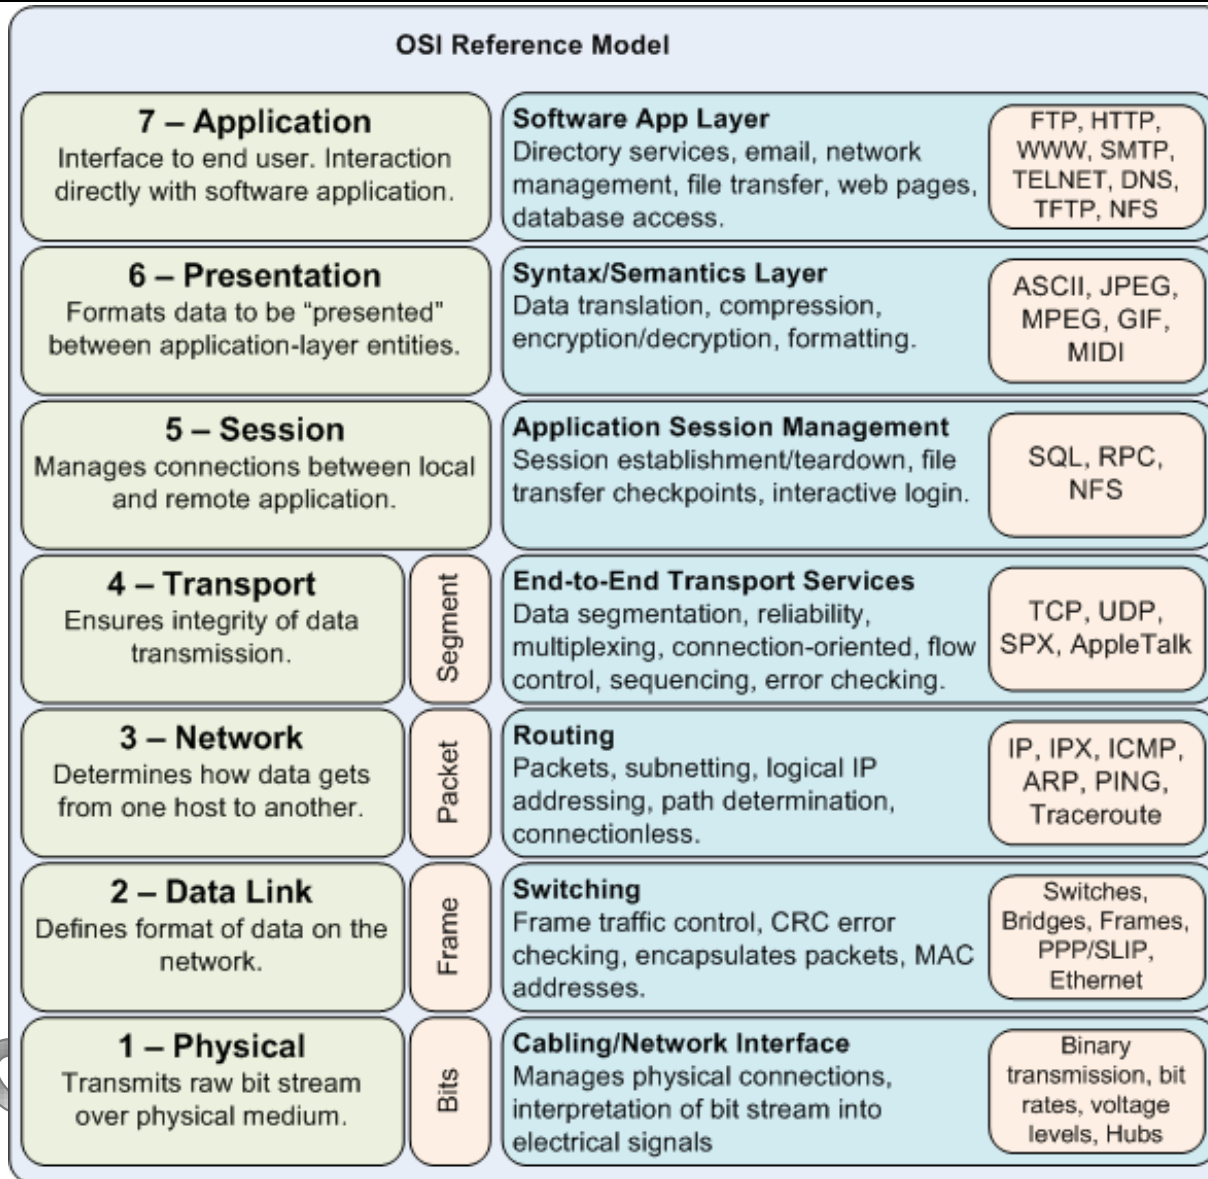 OSI Reference Model
7 – Application
Interface to end user. Interaction
directly with software application.
Software App Layer
Directory services, email, network
management, file transfer, web pages,
database access.
FTP, HTTP,
WWW, SMTP,
TELNET, DNS,
TFTP, NFS
6 – Presentation
Formats data to be “presented”
between application-layer entities.
Syntax/Semantics Layer
Data translation, compression,
encryption/decryption, formatting.
ASCII, JPEG,
MPEG, GIF,
MIDI
5 – Session
Manages connections between local
and remote application.
Application Session Management
Session establishment/teardown, file
transfer checkpoints, interactive login.
SQL, RPC,
NFS
4 – Transport
Ensures integrity of data
transmission.
Segment
End-to-End Transport Services
Data segmentation, reliability,
multiplexing, connection-oriented, flow
control, sequencing, error checking.
TCP, UDP,
SPX, AppleTalk
3 – Network
Determines how data gets
from one host to another.
Packet
Routing
Packets, subnetting, logical IP
addressing, path determination,
connectionless.
IP, IPX, ICMP,
ARP, PING,
Traceroute
2 – Data Link
Defines format of data on the
network.
Frame
Switching
Frame traffic control, CRC error
checking, encapsulates packets, MAC
addresses.
Switches,
Bridges, Frames,
PPP/SLIP,
Ethernet
1 – Physical
Transmits raw bit stream
over physical medium.
Bits
Cabling/Network Interface
Manages physical connections,
interpretation of bit stream into
electrical signals
Binary
transmission, bit
rates, voltage
levels, Hubs